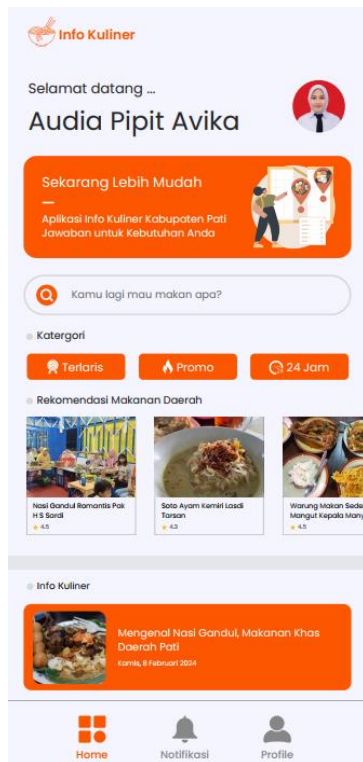 Info Kuliner
Selamat datang ...
Audia Pipit Avika
Sekarang Lebih Mudah
Aplikasi Info Kuliner Kabupaten Pati
Jawaban untuk Kebutuhan Anda
Kamu lagi mau makan apa?
Katergori
Terlaris
Promo
24 Jam
Rekomendasi Makanan Daerah
Nasi Gandul Romantis Pak
H S Sardi
4.5
Soto Ayam Kemiri Lasdi
Tarsan
4.3
Warung Makan Sede
Mangut Kepala Many
4.5
Info Kuliner
Mengenal Nasi Gandul, Makanan Khas
Daerah Pati
Kamis, 8 Februari 2024
Home
Notifikasi
Profile